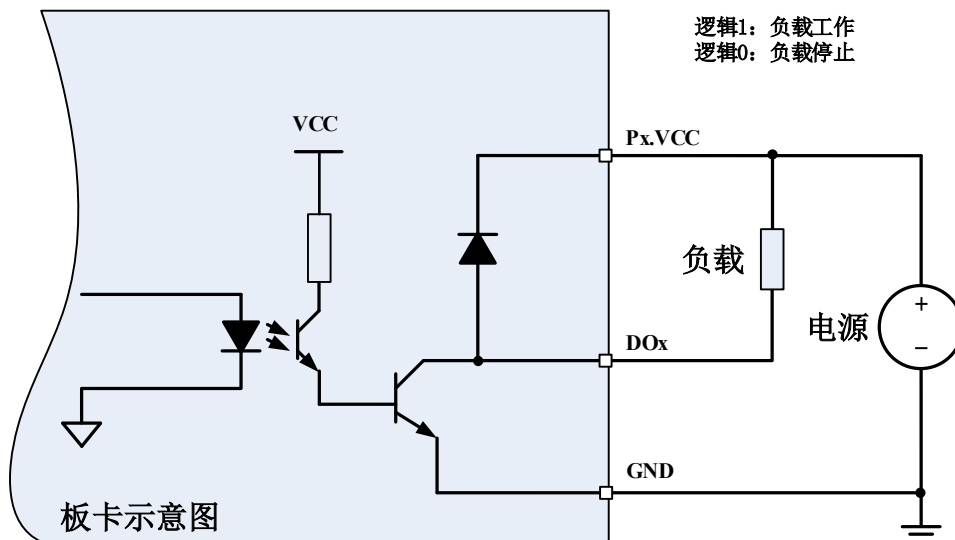 逻辑1: 负载工作
逻辑0: 负载停止
VCC
Px.VCC
负载
电源
+
−
DOx
GND
板卡示意图